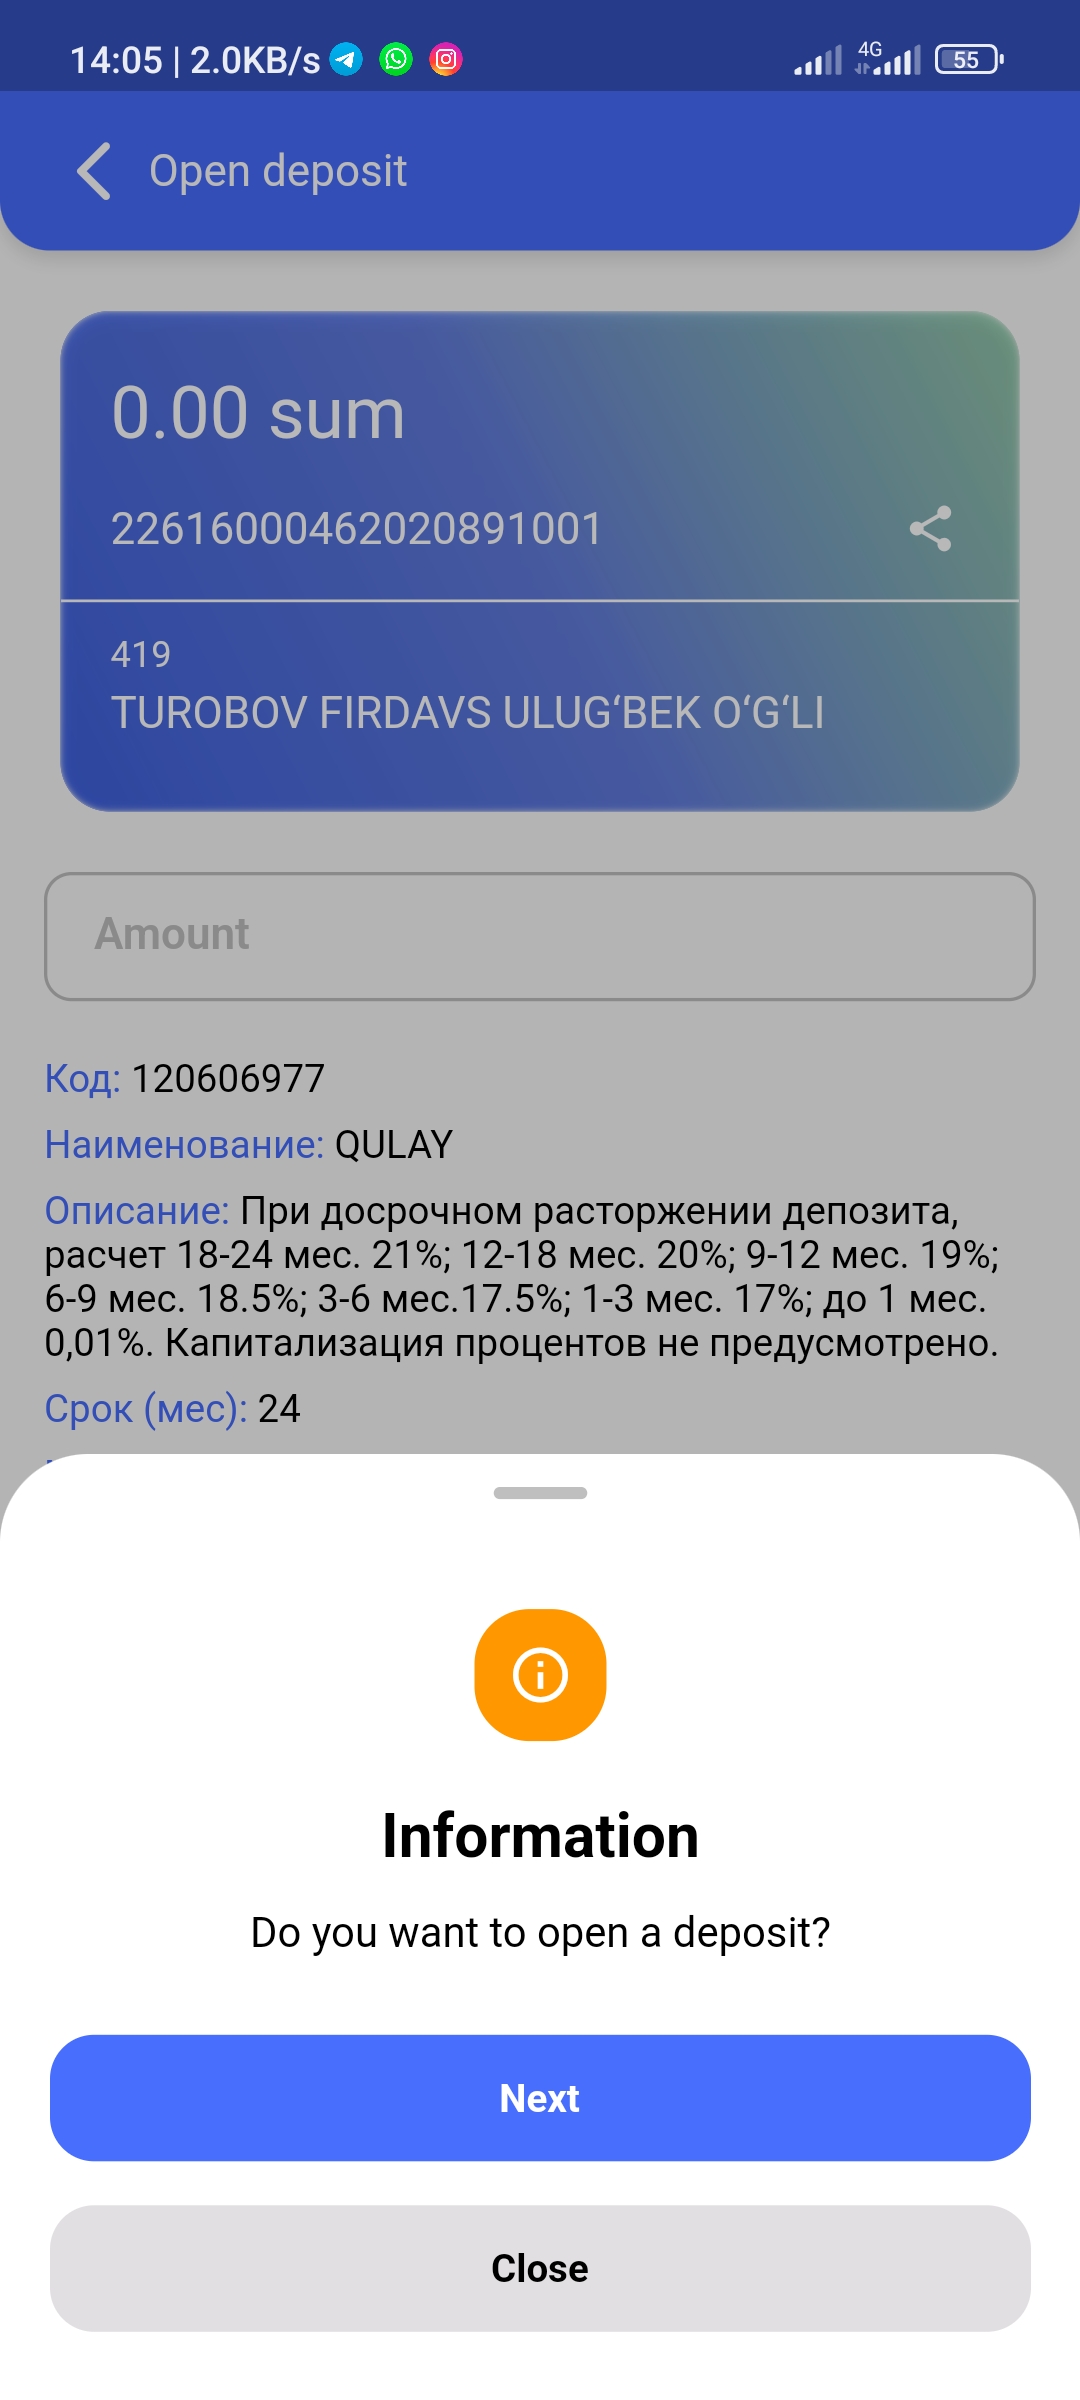 14:05 | 2.0KB/s
4G
55
Open deposit
0.00 sum
22616000462020891001
419
TUROBOV FIRDAVS ULUG‘BEK O‘G‘LI
Amount
Код: 120606977
Наименование: QULAY
Описание: При досрочном расторжении депозита,
расчет 18-24 мес. 21%; 12-18 мес. 20%; 9-12 мес. 19%;
6-9 мес. 18.5%; 3-6 мес.17.5%; 1-3 мес. 17%; до 1 мес.
0,01%. Капитализация процентов не предусмотрено.
Срок (мес): 24
Information
Do you want to open a deposit?
Next
Close